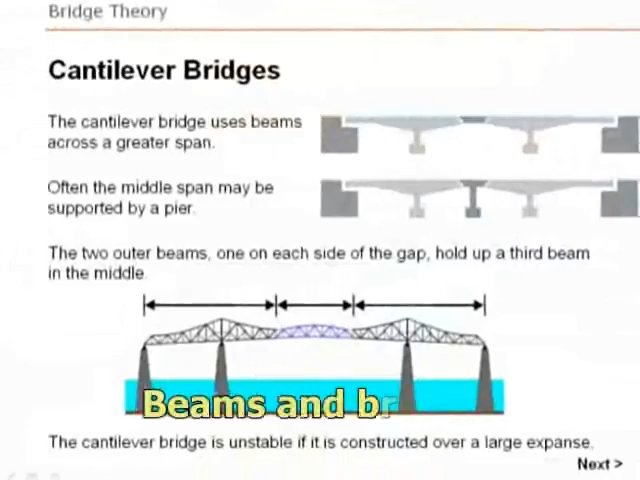 Bridge Theory
Cantilever Bridges
The cantilever bridge uses beams
across a greater span.
Often the middle span may be
supported by a pier.
The two outer beams, one on each side of the gap, hold up a third beam
in the middle.
Beams and br
The cantilever bridge is unstable if it is constructed over a large expanse.
Next >